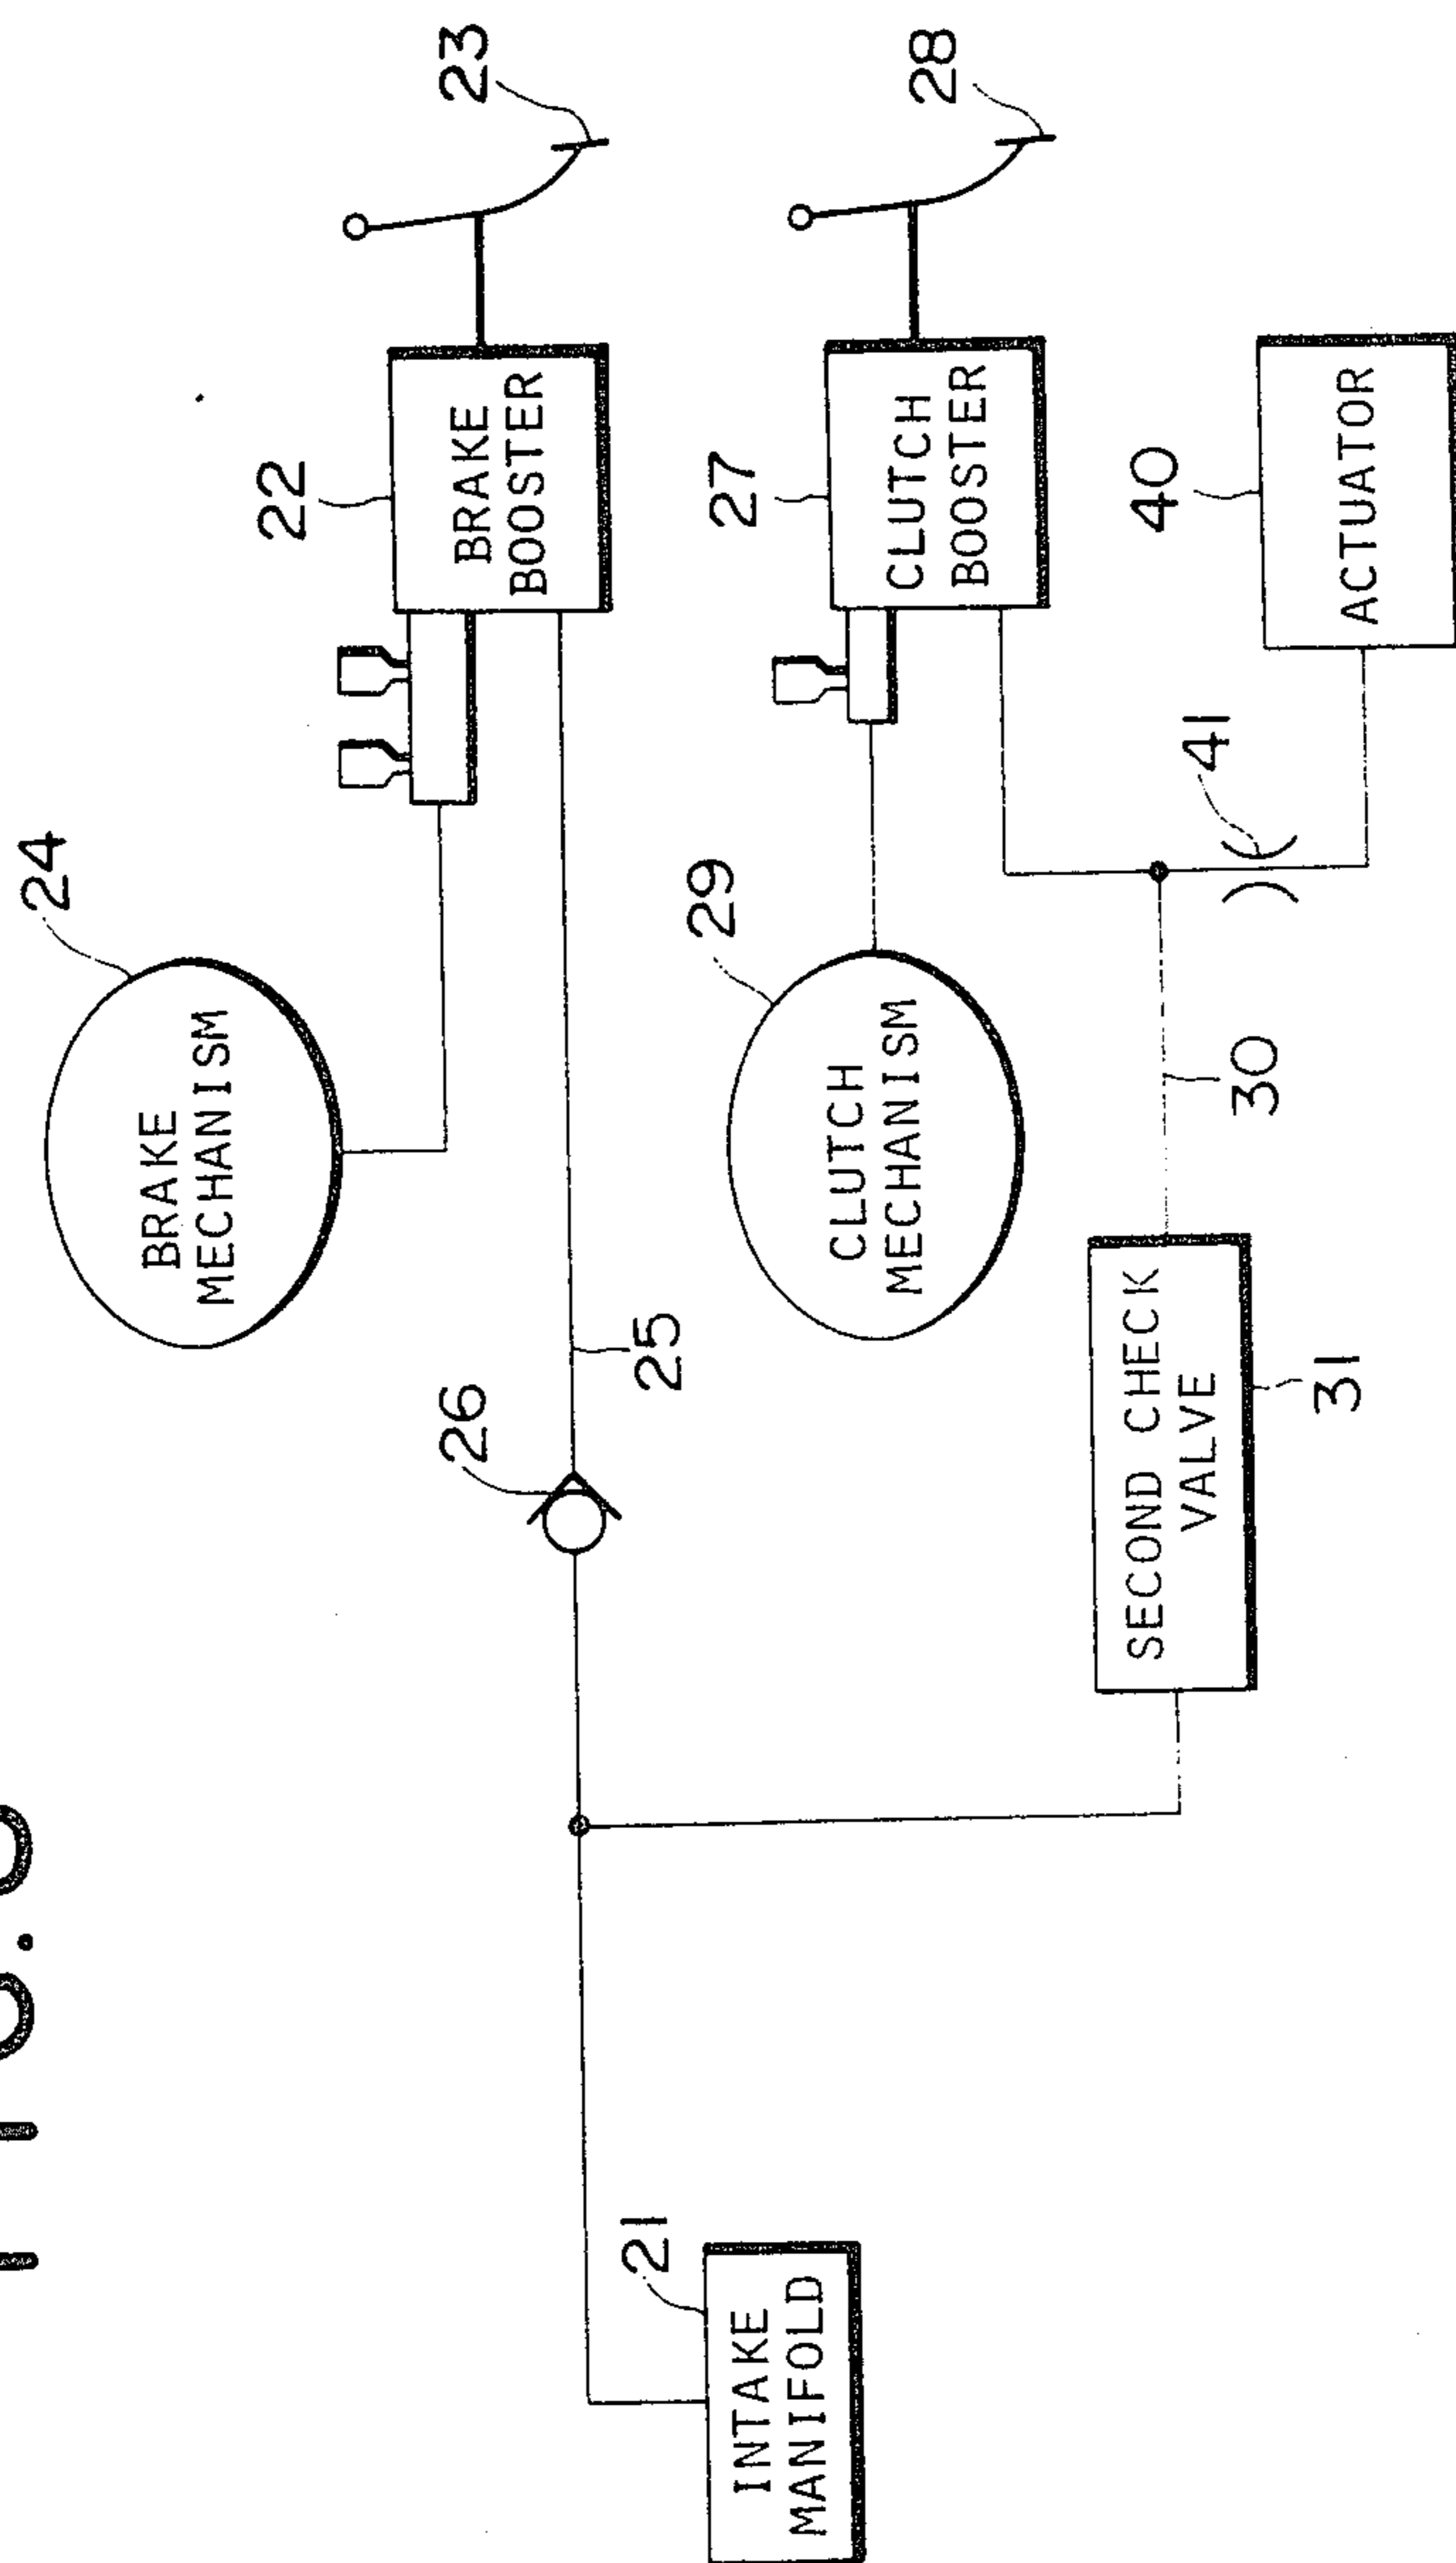 23
22
BRAKE
BOOSTER
24
BRAKE
MECHANISM
26
25
28
27
CLUTCH
BOOSTER
29
CLUTCH
MECHANISM
40
ACTUATOR
41
30
SECOND CHECK
VALVE
31
21
INTAKE
MANIFOLD